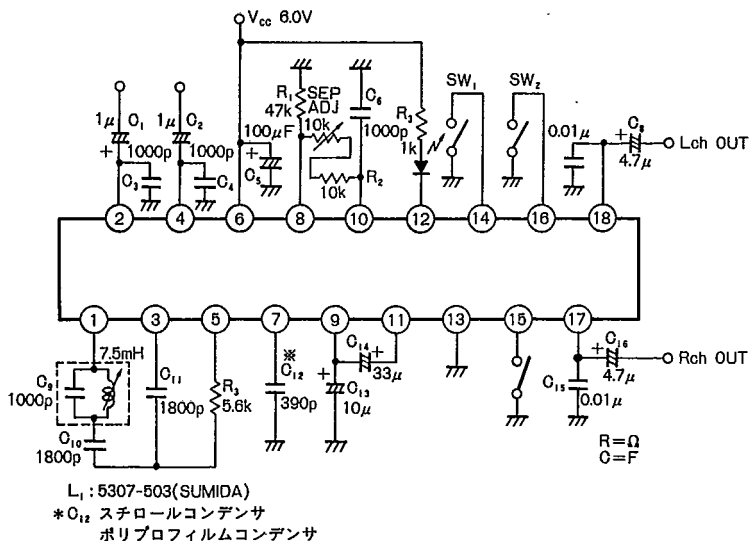 Vcc 6.0V
R₁ 47k
SEP ADJ
10k
C₆ 1000p
R₃ 1k
SW₁
SW₂
1μ C₁
1000p
C₃
1μ C₂
1000p
C₄
100μF
C₅
10k
R₂
0.01μ
C₈
4.7μ
Lch OUT
2 4 6 8 10 12 14 16 18
1 3 5 7 9 11 13 15 17
7.5mH
C₉ 1000p
C₁₀ 1800p
C₁₁ 1800p
R₃ 5.6k
※
C₁₂ 390p
C₁₄ 33μ
C₁₃ 10μ
C₁₆ 4.7μ
C₁₅ 0.01μ
Rch OUT
R=Ω
C=F
L₁ : 5307-503(SUMIDA)
*C₁₂ スチロールコンデンサ
ポリプロフィルムコンデンサ